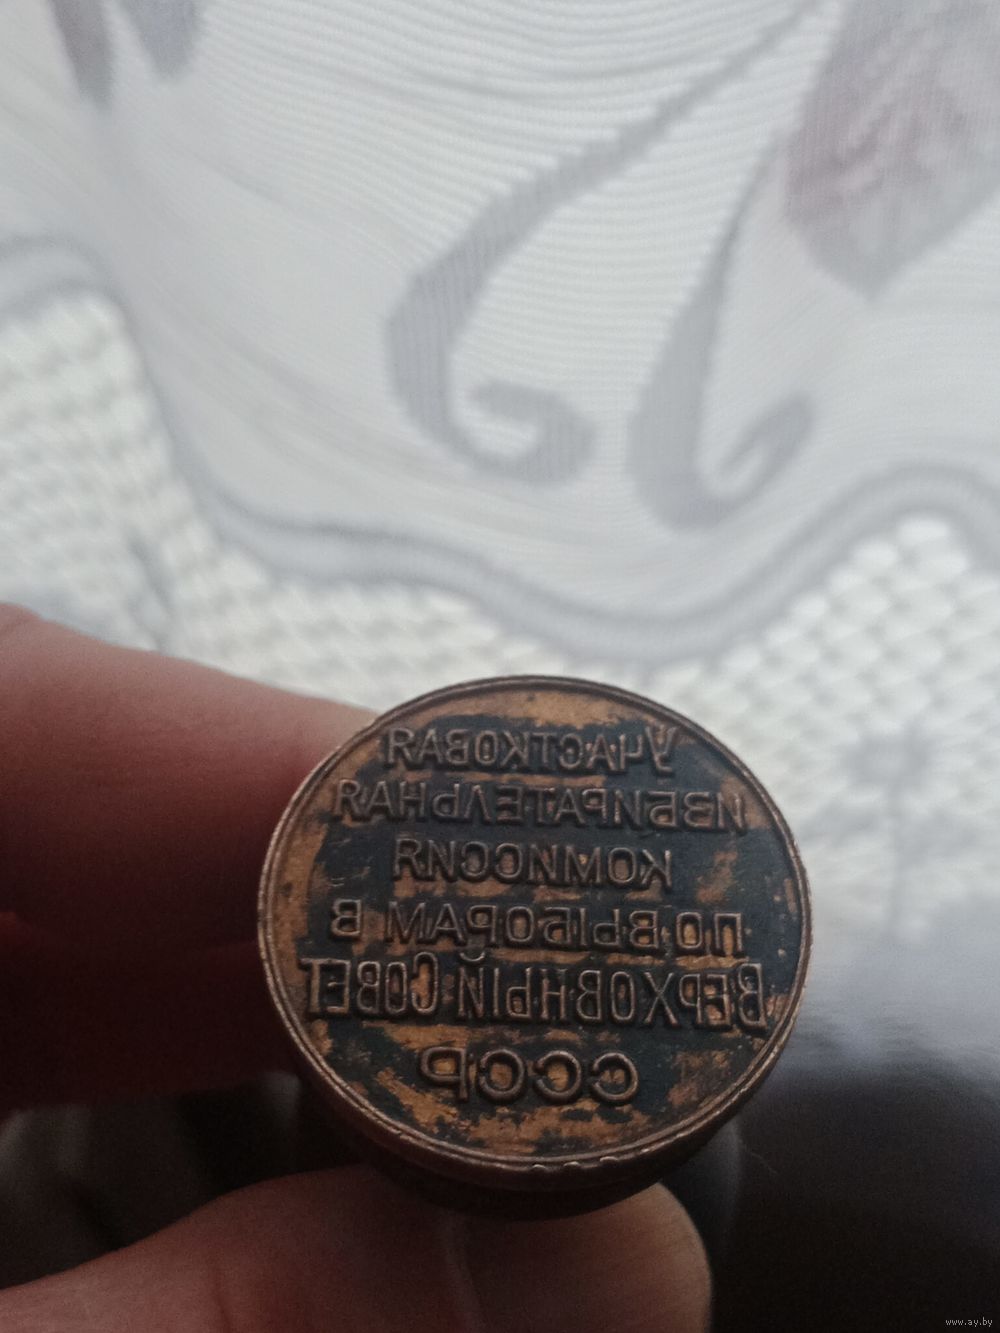 УЧАСТКОВАЯ
ИЗБИРАТЕЛЬНАЯ
КОМИССИЯ
ПО ВЫБОРАМ В
ВЕРХОВНЫЙ СОВЕТ
СССР
www.ay.by